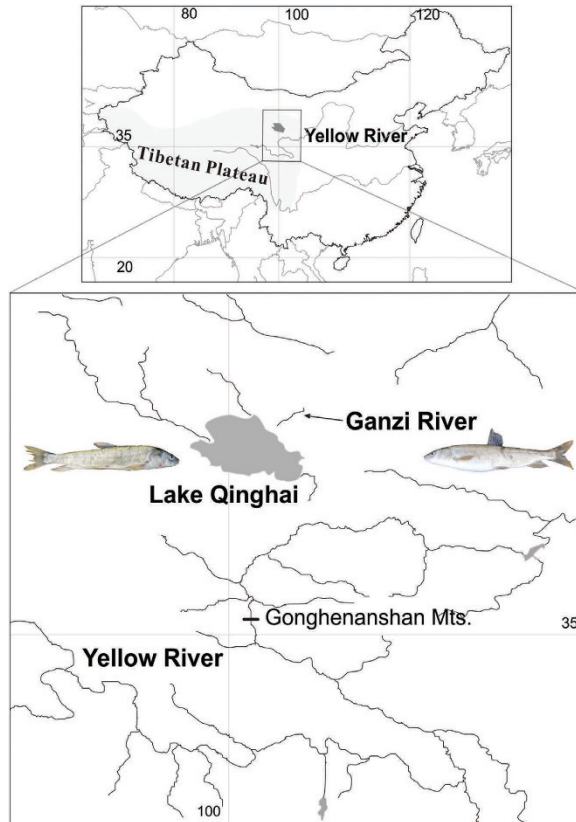 80
100
120
35
Yellow River
Tibetan Plateau
20
Ganzi River
Lake Qinghai
Gonghenanshan Mts.
35
Yellow River
100